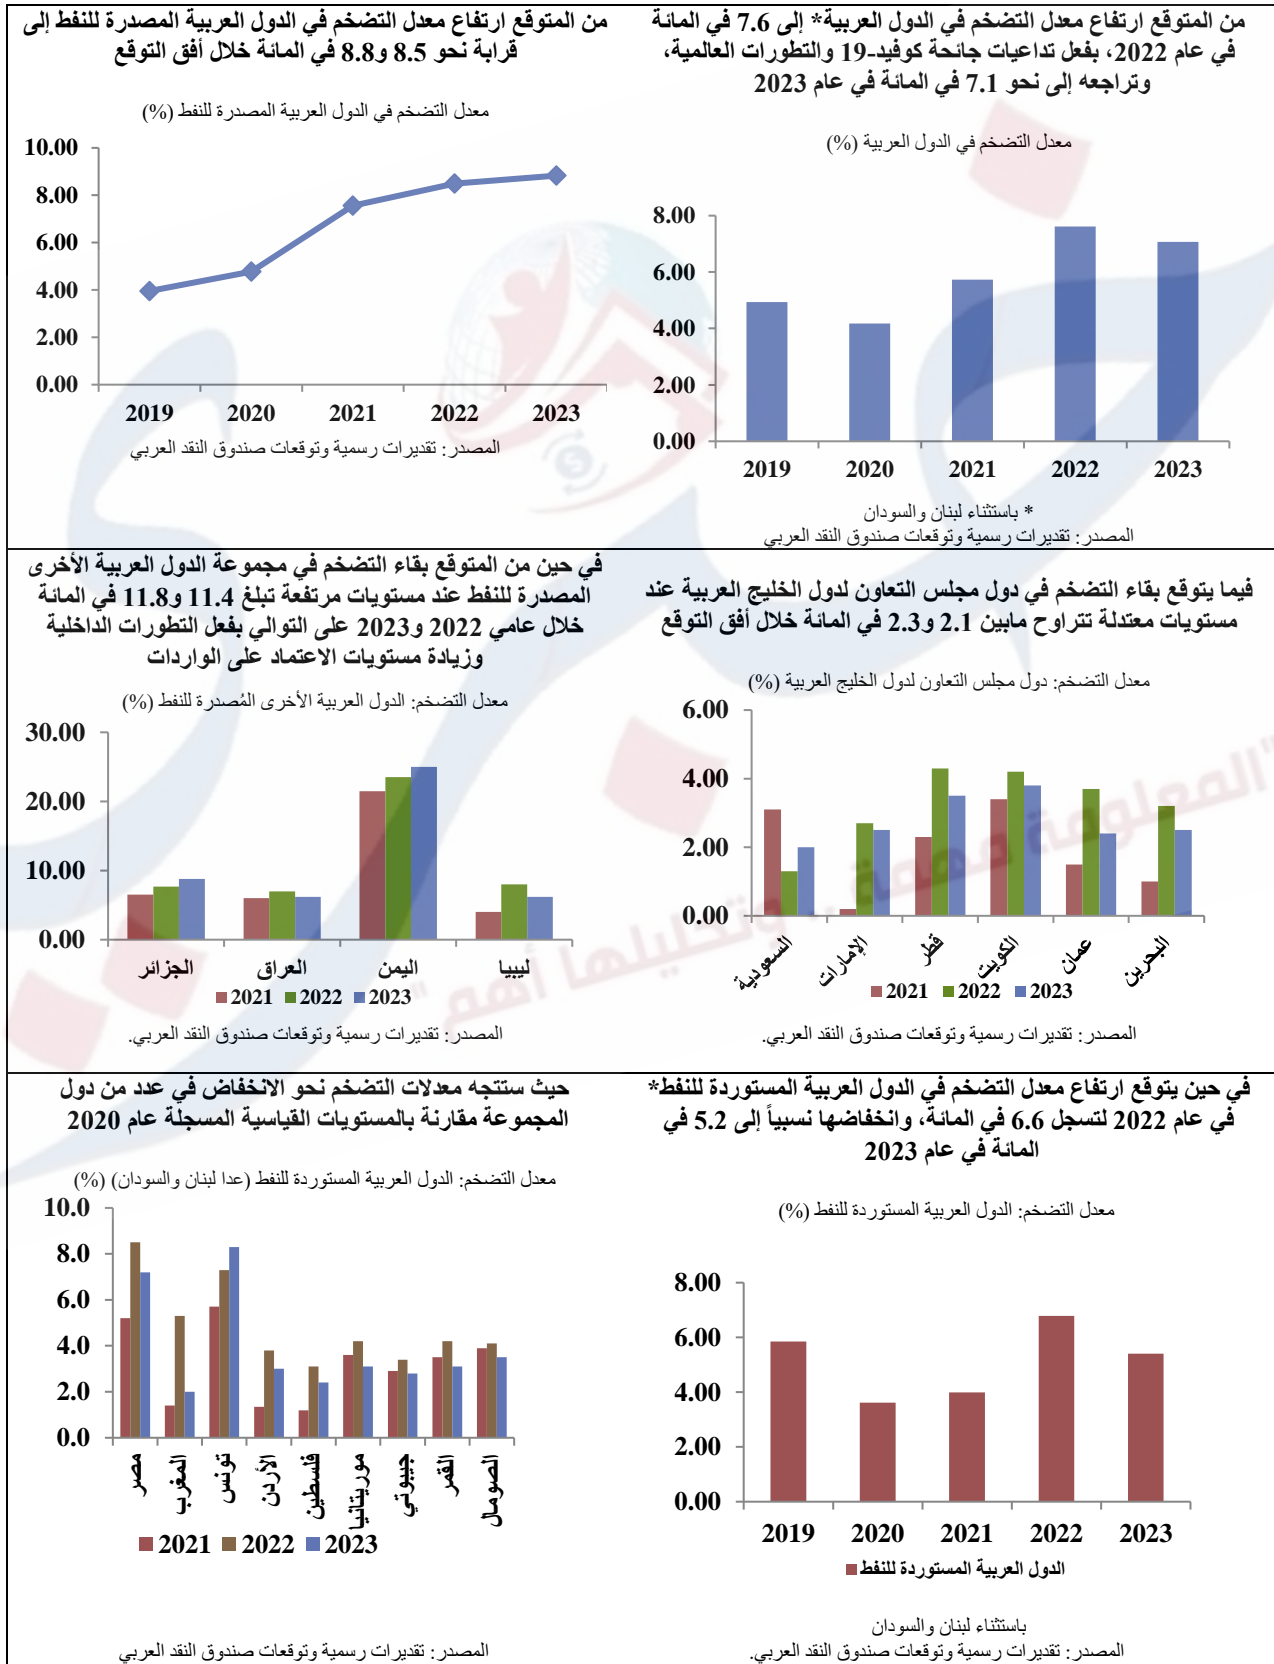 من المتوقع ارتفاع معدل التضخم في الدول العربية* إلى 7.6 في المائة
في عام 2022، بفعل تداعيات جائحة كوفيد-19 والتطورات العالمية،
وتراجعه إلى نحو 7.1 في المائة في عام 2023
معدل التضخم في الدول العربية (%)
8.00
6.00
4.00
2.00
0.00
2019 2020 2021 2022 2023
* باستثناء لبنان والسودان
المصدر: تقديرات رسمية وتوقعات صندوق النقد العربي
من المتوقع ارتفاع معدل التضخم في الدول العربية المصدرة للنفط إلى
قرابة نحو 8.5 و8.8 في المائة خلال أفق التوقع
معدل التضخم في الدول العربية المصدرة للنفط (%)
10.00
8.00
6.00
4.00
2.00
0.00
2019 2020 2021 2022 2023
المصدر: تقديرات رسمية وتوقعات صندوق النقد العربي
فيما يتوقع بقاء التضخم في دول مجلس التعاون لدول الخليج العربية عند
مستويات معتدلة تتراوح مابين 2.1 و2.3 في المائة خلال أفق التوقع
معدل التضخم: دول مجلس التعاون لدول الخليج العربية (%)
6.00
4.00
2.00
0.00
السعودية الإمارات قطر الكويت عمان البحرين
2021 2022 2023
المصدر: تقديرات رسمية وتوقعات صندوق النقد العربي.
في حين من المتوقع بقاء التضخم في مجموعة الدول العربية الأخرى
المصدرة للنفط عند مستويات مرتفعة تبلغ 11.4 و11.8 في المائة
خلال عامي 2022 و2023 على التوالي بفعل التطورات الداخلية
وزيادة مستويات الاعتماد على الواردات
معدل التضخم: الدول العربية الأخرى المُصدرة للنفط (%)
30.00
20.00
10.00
0.00
الجزائر العراق اليمن ليبيا
2021 2022 2023
المصدر: تقديرات رسمية وتوقعات صندوق النقد العربي.
"المعلومة مهمة .. وتحليلها أهم"
في حين يتوقع ارتفاع معدل التضخم في الدول العربية المستوردة للنفط*
في عام 2022 لتسجل 6.6 في المائة، وانخفاضها نسبياً إلى 5.2 في
المائة في عام 2023
معدل التضخم: الدول العربية المستوردة للنفط (%)
8.00
6.00
4.00
2.00
0.00
2019 2020 2021 2022 2023
الدول العربية المستوردة للنفط
باستثناء لبنان والسودان
المصدر: تقديرات رسمية وتوقعات صندوق النقد العربي.
حيث ستتجه معدلات التضخم نحو الانخفاض في عدد من دول
المجموعة مقارنة بالمستويات القياسية المسجلة عام 2020
معدل التضخم: الدول العربية المستوردة للنفط (عدا لبنان والسودان) (%)
10.0
8.0
6.0
4.0
2.0
0.0
مصر المغرب تونس الأردن فلسطين موريتانيا جيبوتي القمر الصومال
2021 2022 2023
المصدر: تقديرات رسمية وتوقعات صندوق النقد العربي